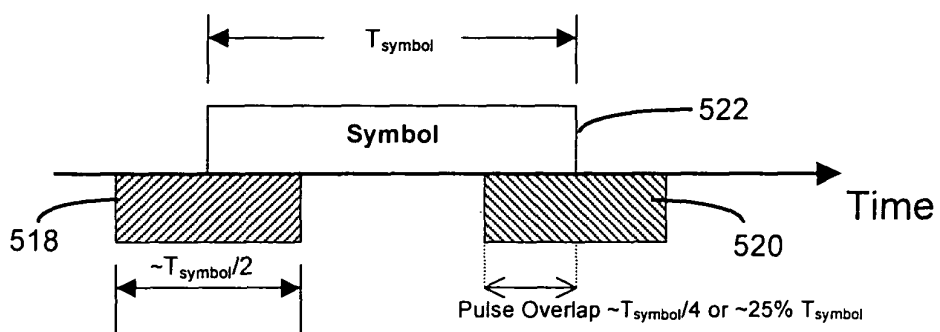 T_symbol
Symbol
522
Time
518
520
~T_symbol/2
Pulse Overlap ~T_symbol/4 or ~25% T_symbol